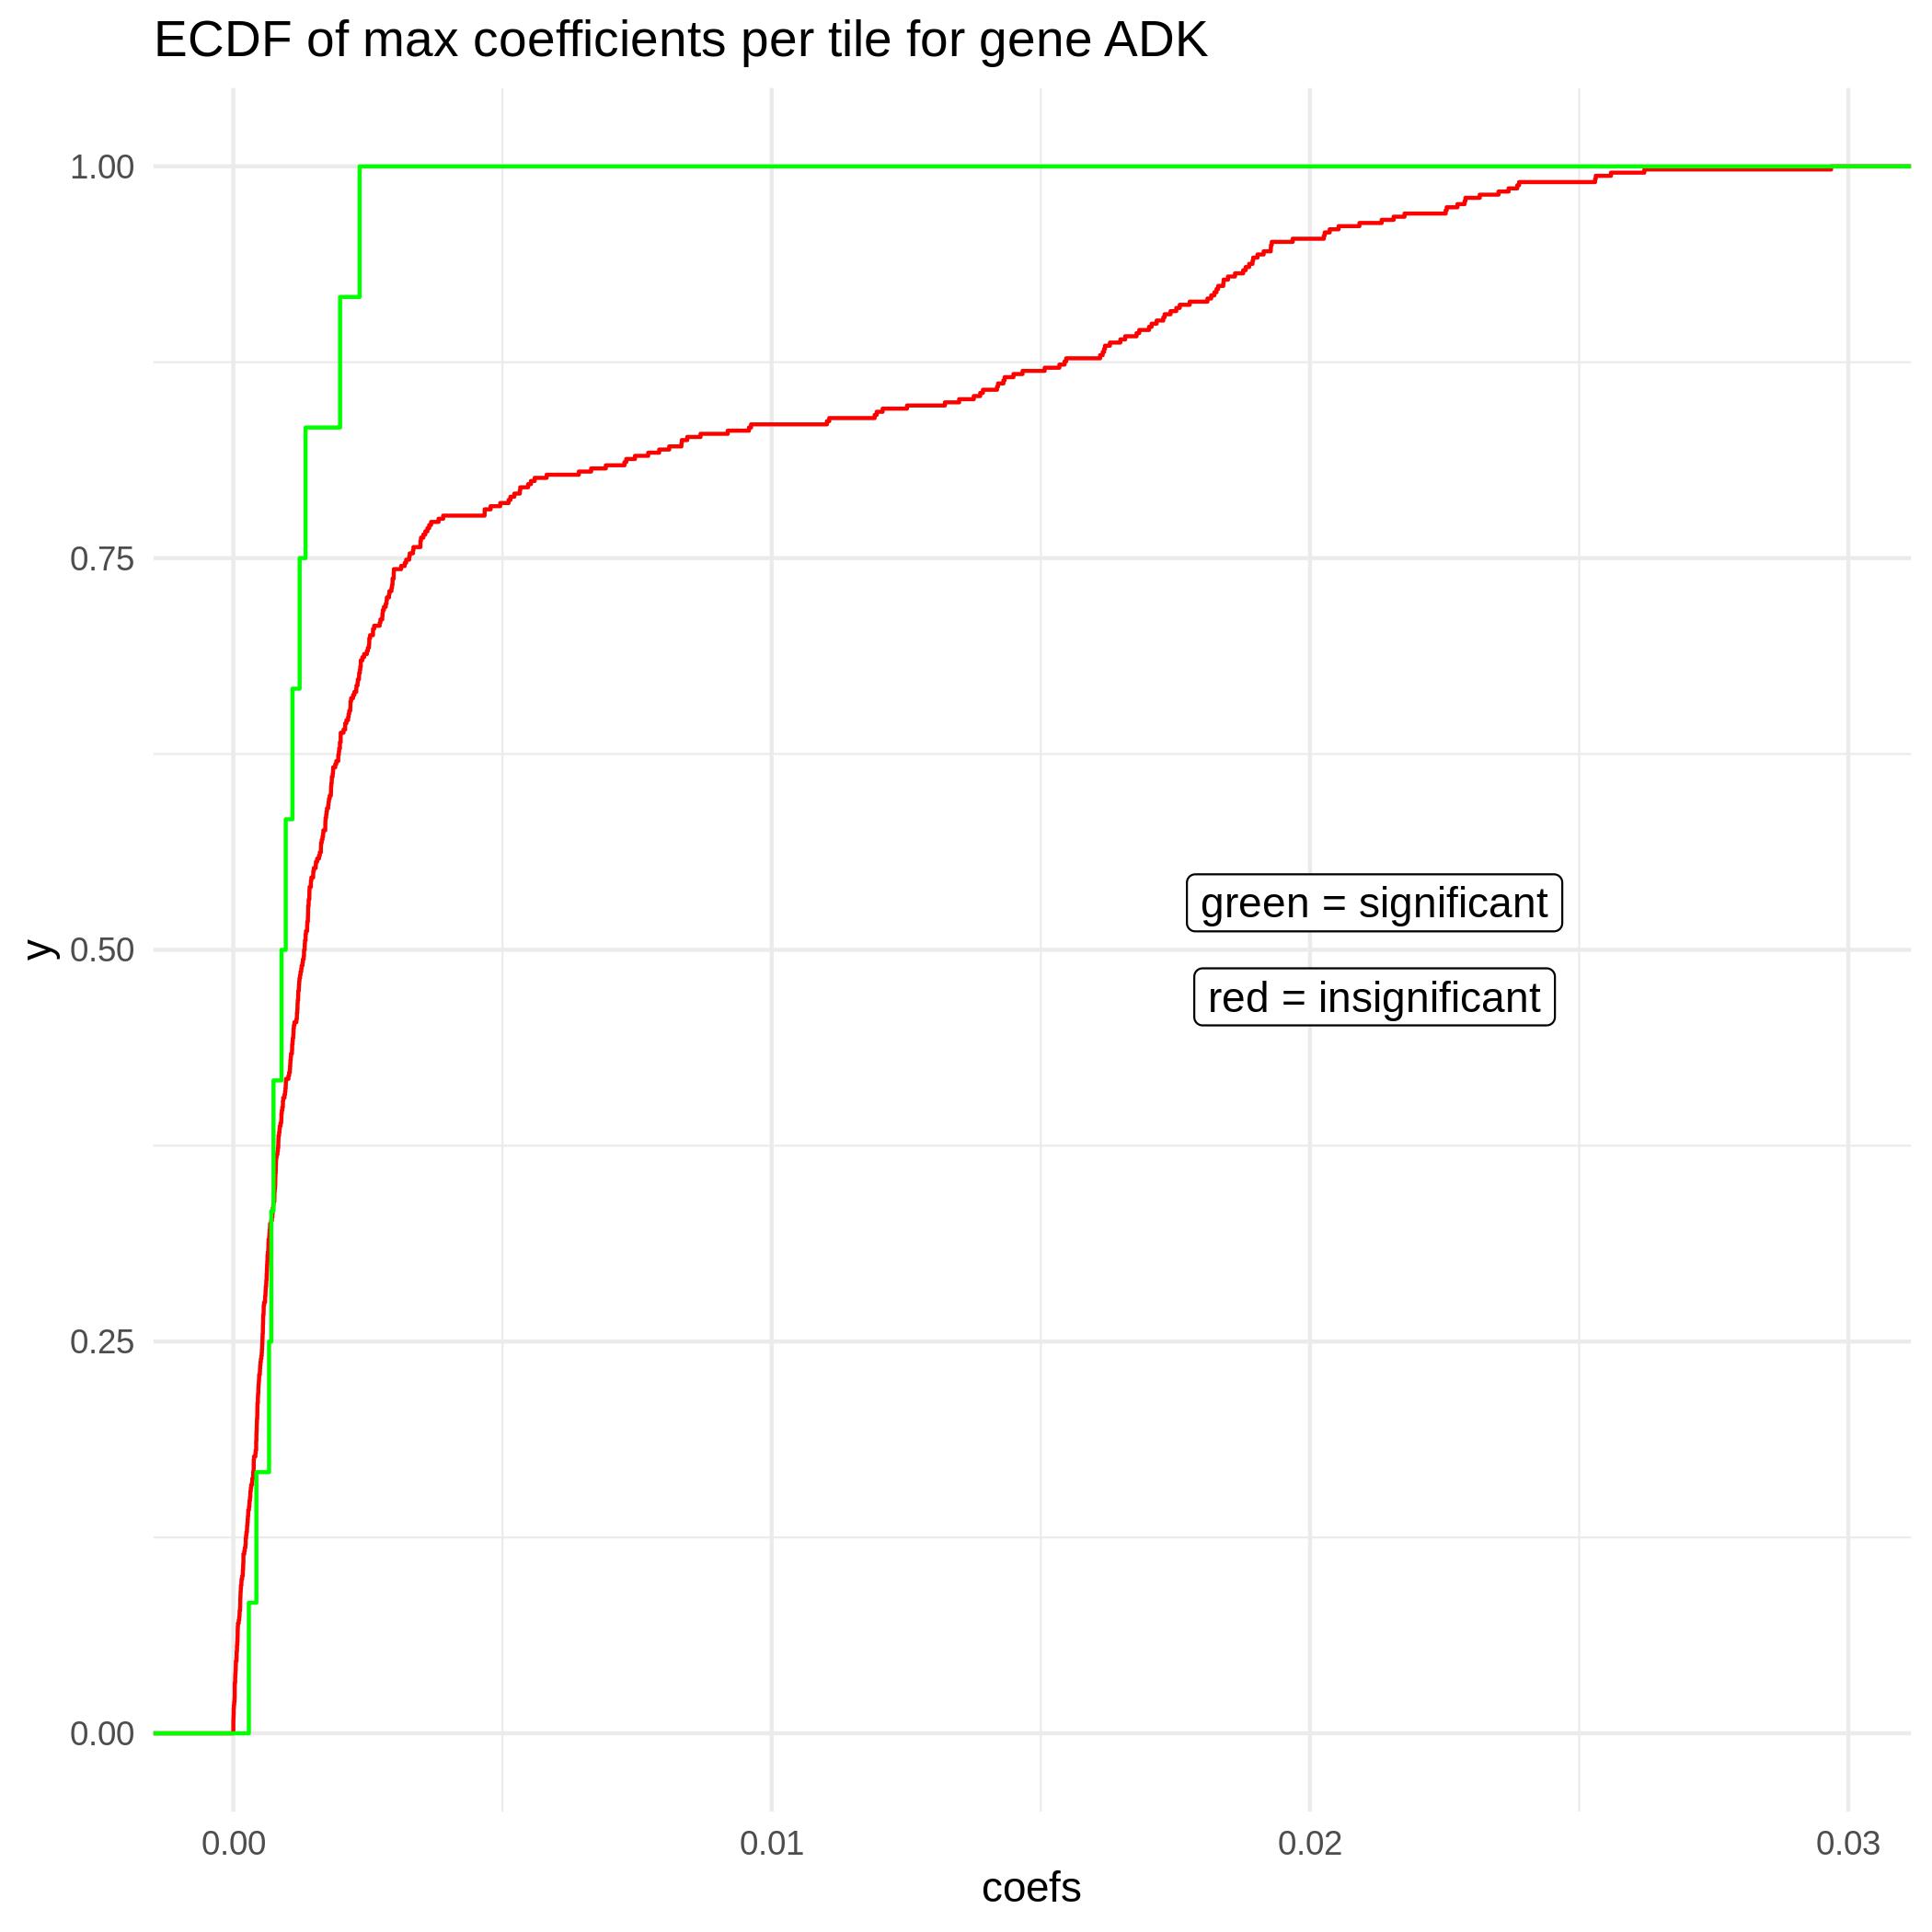 ECDF of max coefficients per tile for gene ADK
1.00
0.75
0.50
0.25
0.00
y
green = significant
red = insignificant
0.00 0.01 0.02 0.03
coefs